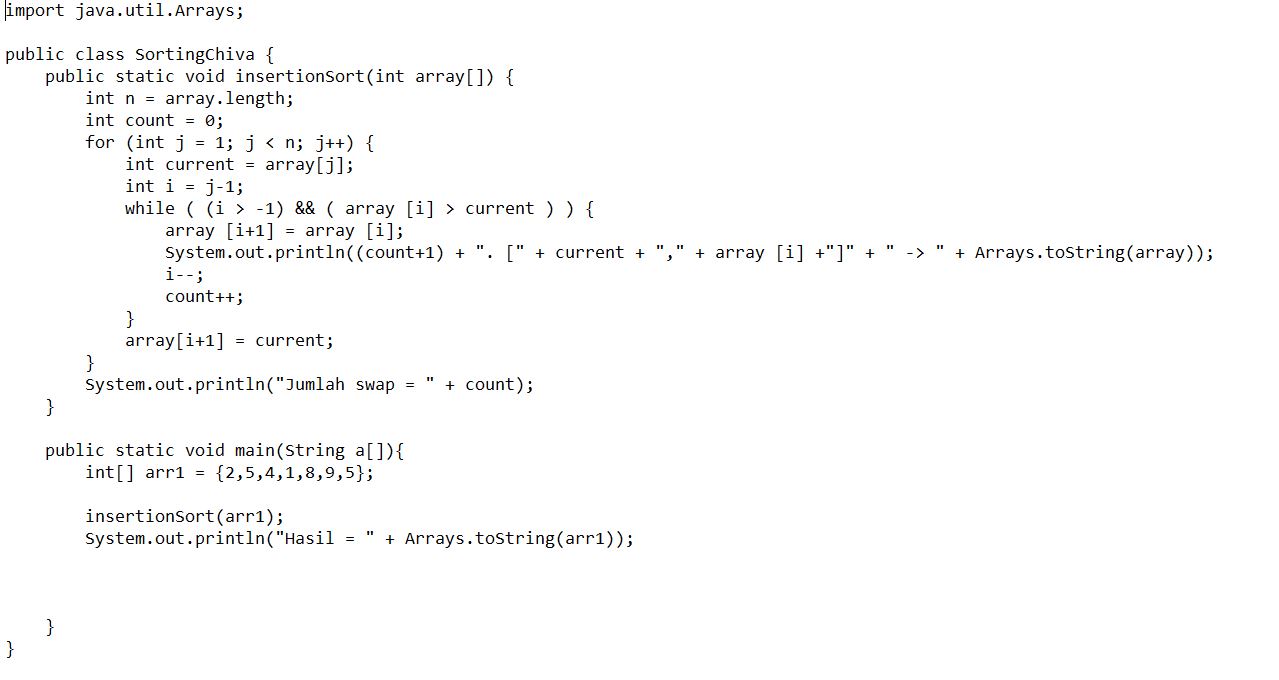 import java.util.Arrays;
public class SortingChiva {
    public static void insertionSort(int array[]) {
        int n = array.length;
        int count = 0;
        for (int j = 1; j < n; j++) {
            int current = array[j];
            int i = j-1;
            while ( (i > -1) && ( array [i] > current ) ) {
                array [i+1] = array [i];
                System.out.println((count+1) + ". [" + current + "," + array [i] +"]" + " -> " + Arrays.toString(array));
                i--;
                count++;
            }
            array[i+1] = current;
        }
        System.out.println("Jumlah swap = " + count);
    }
    public static void main(String a[]){
        int[] arr1 = {2,5,4,1,8,9,5};
        insertionSort(arr1);
        System.out.println("Hasil = " + Arrays.toString(arr1));
    }
}